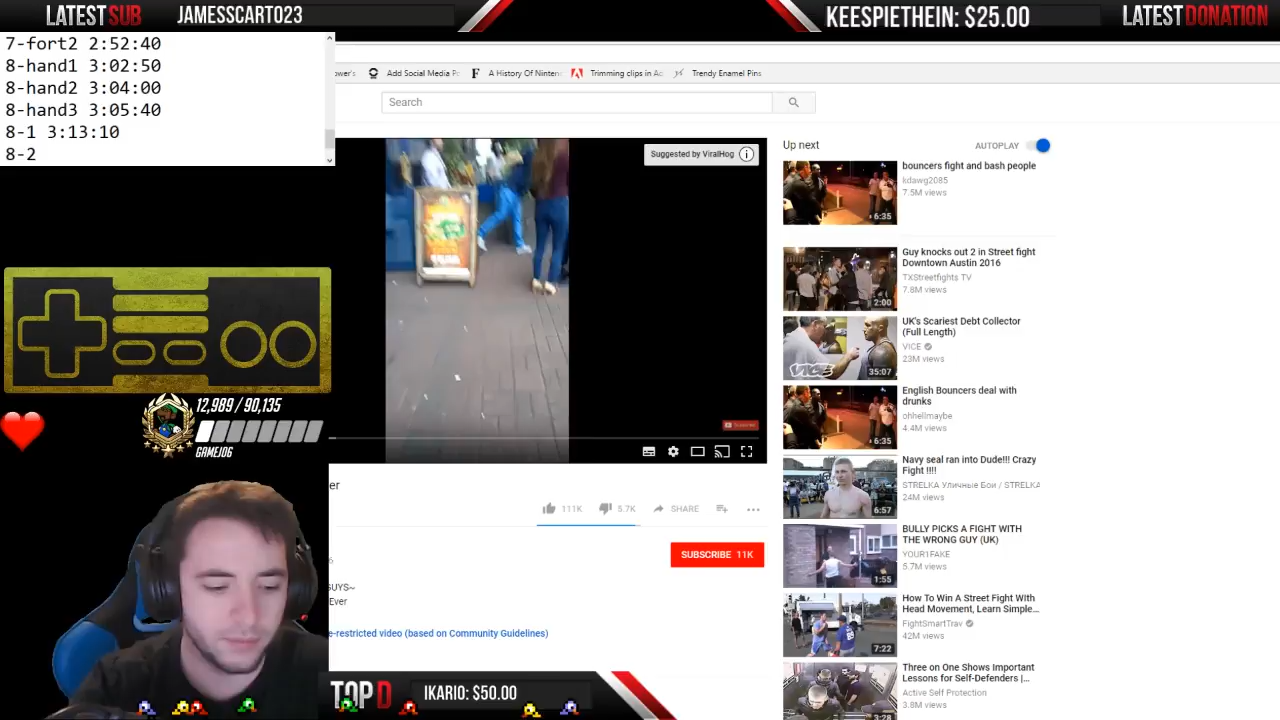 LATEST SUB
JAMESSCARTO23
KEESPIETHEIN: $25.00
LATEST DONATION
7-fort2 2:52:40
8-hand1 3:02:50
8-hand2 3:04:00
8-hand3 3:05:40
8-1 3:13:10
8-2
Add Social Media
A History Of Ninten
Trimming clips in
Trendy Enamel Pins
Search
Suggested by ViralHog
Up next
AUTOPLAY
bouncers fight and bash people
kdawg2085
7.5M views
6:35
Guy knocks out 2 in Street fight
Downtown Austin 2016
TXStreetfights TV
7.8M views
2:00
UK's Scariest Debt Collector
(Full Length)
VICE
23M views
VICE
35:07
English Bouncers deal with
drunks
ohhellmaybe
4.4M views
6:35
Navy seal ran into Dude!!! Crazy
Fight !!!!
STRELKA Уличные Бои / STRELKA
24M views
6:57
BULLY PICKS A FIGHT WITH
THE WRONG GUY (UK)
YOUR1FAKE
5.7M views
1:55
How To Win A Street Fight With
Head Movement, Learn Simple...
FightSmartTrav
42M views
7:22
Three on One Shows Important
Lessons for Self-Defenders |...
Active Self Protection
3.8M views
3:28
12,989 / 90,135
GAMEJ06
er
111K
5.7K
SHARE
SUBSCRIBE 11K
GUYS~
Ever
e-restricted video (based on Community Guidelines)
TOP D
IKARIO: $50.00